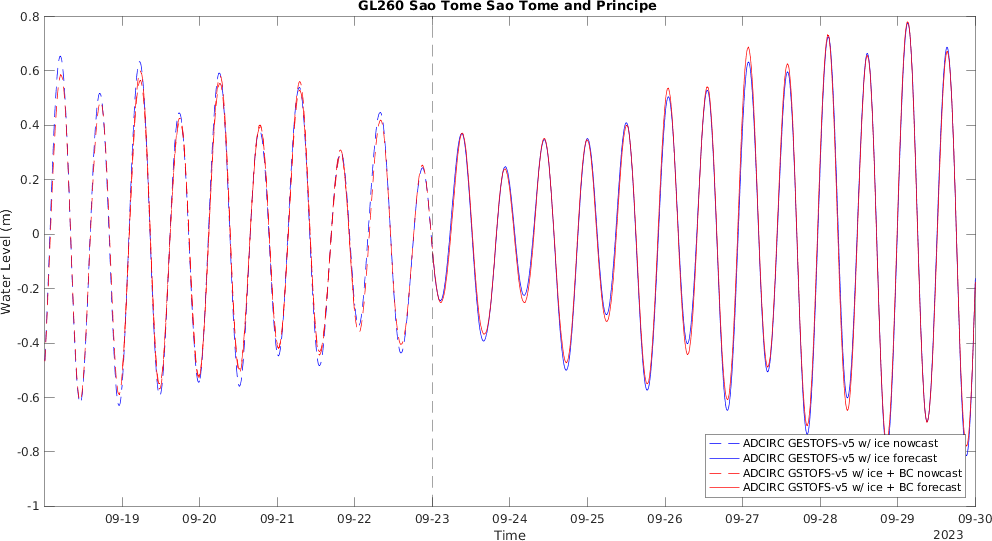 GL260 Sao Tome Sao Tome and Principe
0.8
0.6
0.4
0.2
0
-0.2
-0.4
-0.6
-0.8
-1
Water Level (m)
ADCIRC GESTOFS-v5 w/ ice nowcast
ADCIRC GESTOFS-v5 w/ ice forecast
ADCIRC GSTOFS-v5 w/ ice + BC nowcast
ADCIRC GSTOFS-v5 w/ ice + BC forecast
09-19 09-20 09-21 09-22 09-23 09-24 09-25 09-26 09-27 09-28 09-29 09-30
Time
2023